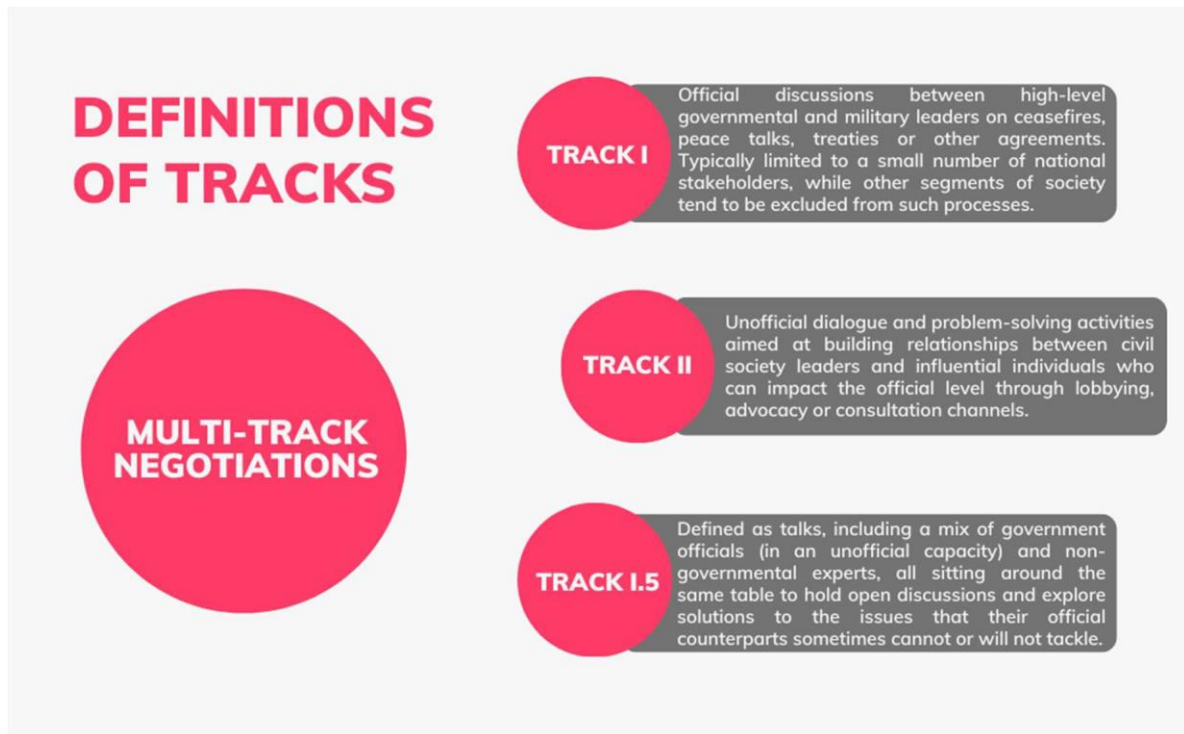 DEFINITIONS
OF TRACKS
MULTI-TRACK
NEGOTIATIONS
TRACK I
Official discussions between high-level
governmental and military leaders on ceasefires,
peace talks, treaties or other agreements.
Typically limited to a small number of national
stakeholders, while other segments of society
tend to be excluded from such processes.
TRACK II
Unofficial dialogue and problem-solving activities
aimed at building relationships between civil
society leaders and influential individuals who
can impact the official level through lobbying,
advocacy or consultation channels.
TRACK I.5
Defined as talks, including a mix of government
officials (in an unofficial capacity) and non-
governmental experts, all sitting around the
same table to hold open discussions and explore
solutions to the issues that their official
counterparts sometimes cannot or will not tackle.